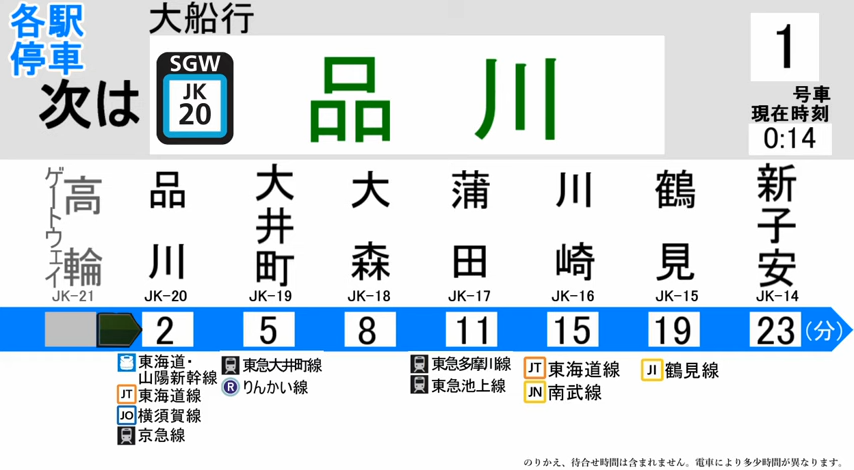 各駅
停車
大船行
次は
SGW
JK
20
品川
1
号車
現在時刻
0:14
高輪
ゲートウェイ
品川
大井町
大森
蒲田
川崎
鶴見
新子安
JK-21
JK-20
JK-19
JK-18
JK-17
JK-16
JK-15
JK-14
2
5
8
11
15
19
23
(分)
東海道・
山陽新幹線
JT 東海道線
JO 横須賀線
京急線
東急大井町線
R りんかい線
東急多摩川線
東急池上線
JT 東海道線
JN 南武線
JI 鶴見線
のりかえ、待合せ時間は含まれません。電車により多少時間が異なります。